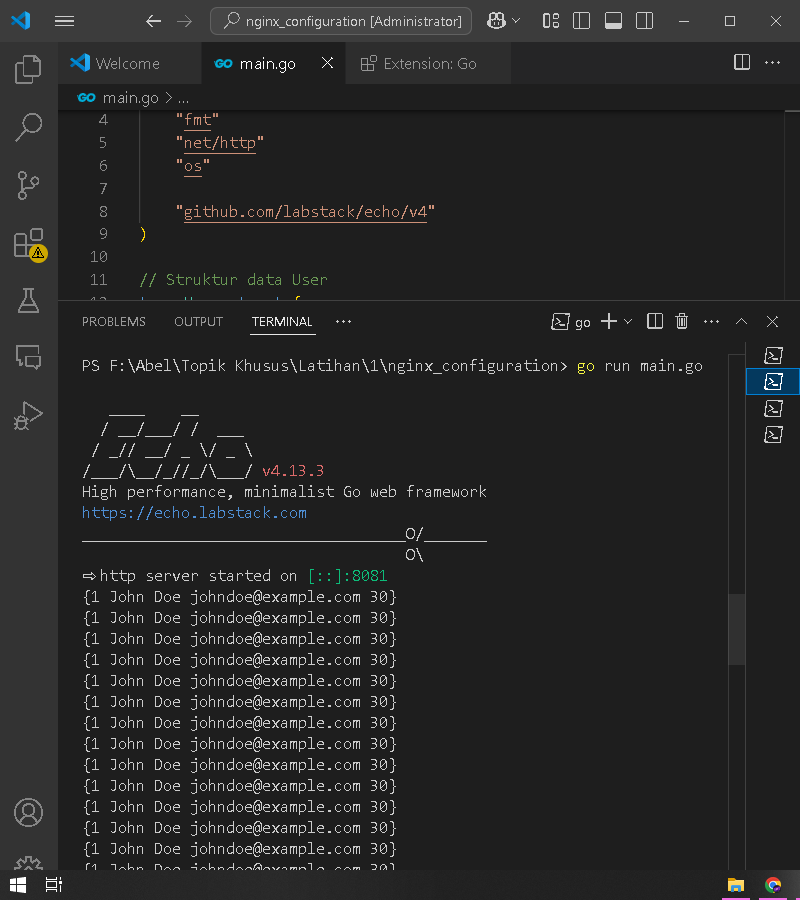 nginx_configuration [Administrator]
Welcome
main.go
Extension: Go
main.go > ...
4 "fmt"
5 "net/http"
6 "os"
7
8 "github.com/labstack/echo/v4"
9 )
10
11 // Struktur data User
PROBLEMS OUTPUT TERMINAL ...
go
PS F:\Abel\Topik Khusus\Latihan\1\nginx_configuration> go run main.go
   ____    __
  / __/___/ /  ___
 / _// __/ _ \/ _ \
/___/\__/_//_/\___/ v4.13.3
High performance, minimalist Go web framework
https://echo.labstack.com
____________________________________O/_______
                                    O\
⇨ http server started on [::]:8081
{1 John Doe johndoe@example.com 30}
{1 John Doe johndoe@example.com 30}
{1 John Doe johndoe@example.com 30}
{1 John Doe johndoe@example.com 30}
{1 John Doe johndoe@example.com 30}
{1 John Doe johndoe@example.com 30}
{1 John Doe johndoe@example.com 30}
{1 John Doe johndoe@example.com 30}
{1 John Doe johndoe@example.com 30}
{1 John Doe johndoe@example.com 30}
{1 John Doe johndoe@example.com 30}
{1 John Doe johndoe@example.com 30}
{1 John Doe johndoe@example.com 30}
{1 John Doe johndoe@example.com 30}